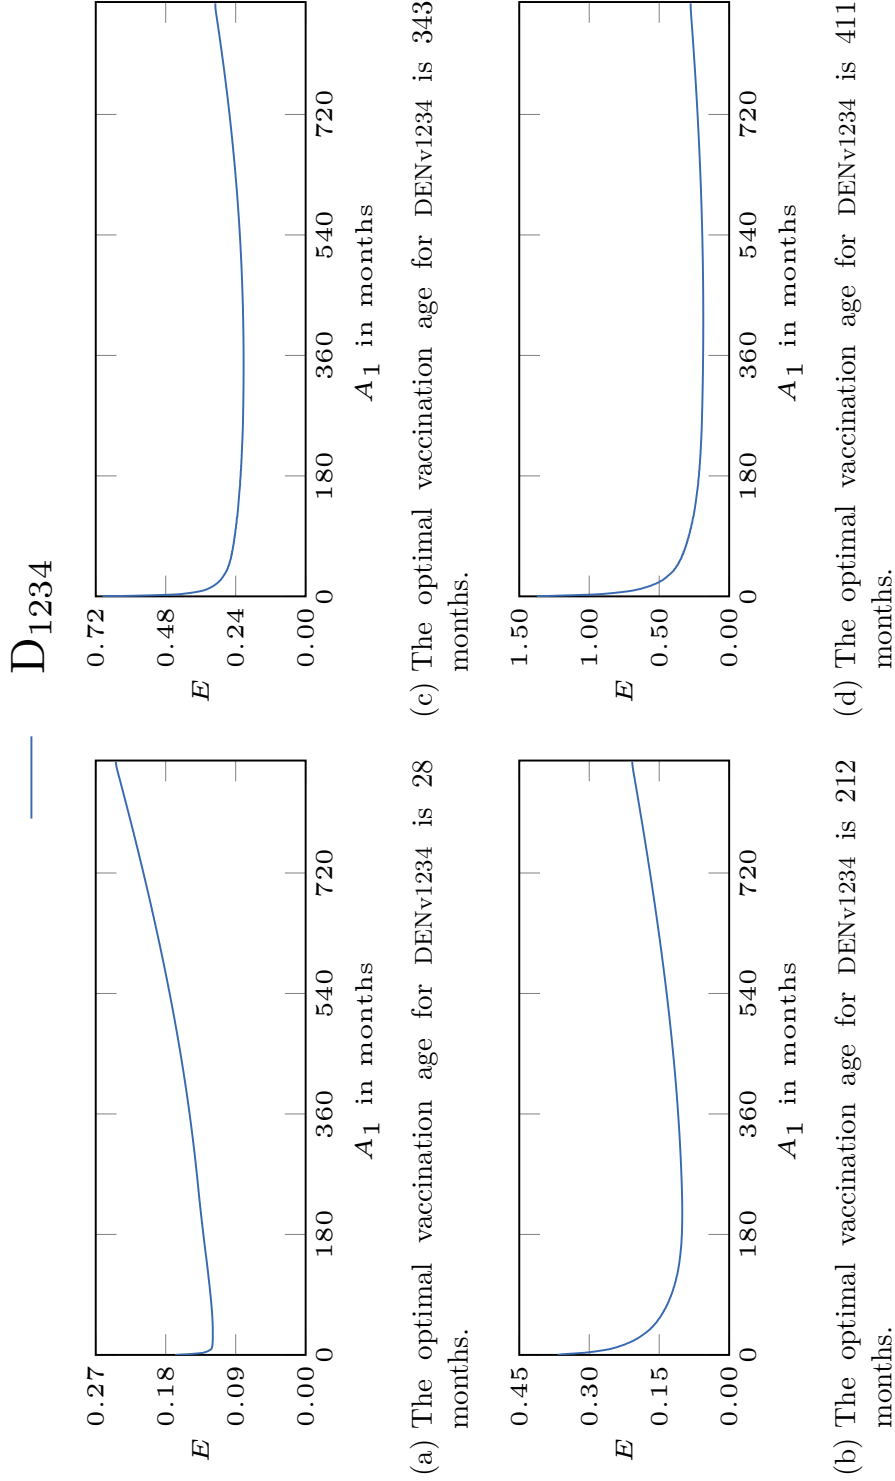 D1234
0.27
0.18
0.09
0.00
E
0
180
360
540
720
A1 in months
(a) The optimal vaccination age for DENv1234 is 28
months.
0.72
0.48
0.24
0.00
E
0
180
360
540
720
A1 in months
(c) The optimal vaccination age for DENv1234 is 343
months.
0.45
0.30
0.15
0.00
E
0
180
360
540
720
A1 in months
(b) The optimal vaccination age for DENv1234 is 212
months.
1.50
1.00
0.50
0.00
E
0
180
360
540
720
A1 in months
(d) The optimal vaccination age for DENv1234 is 411
months.